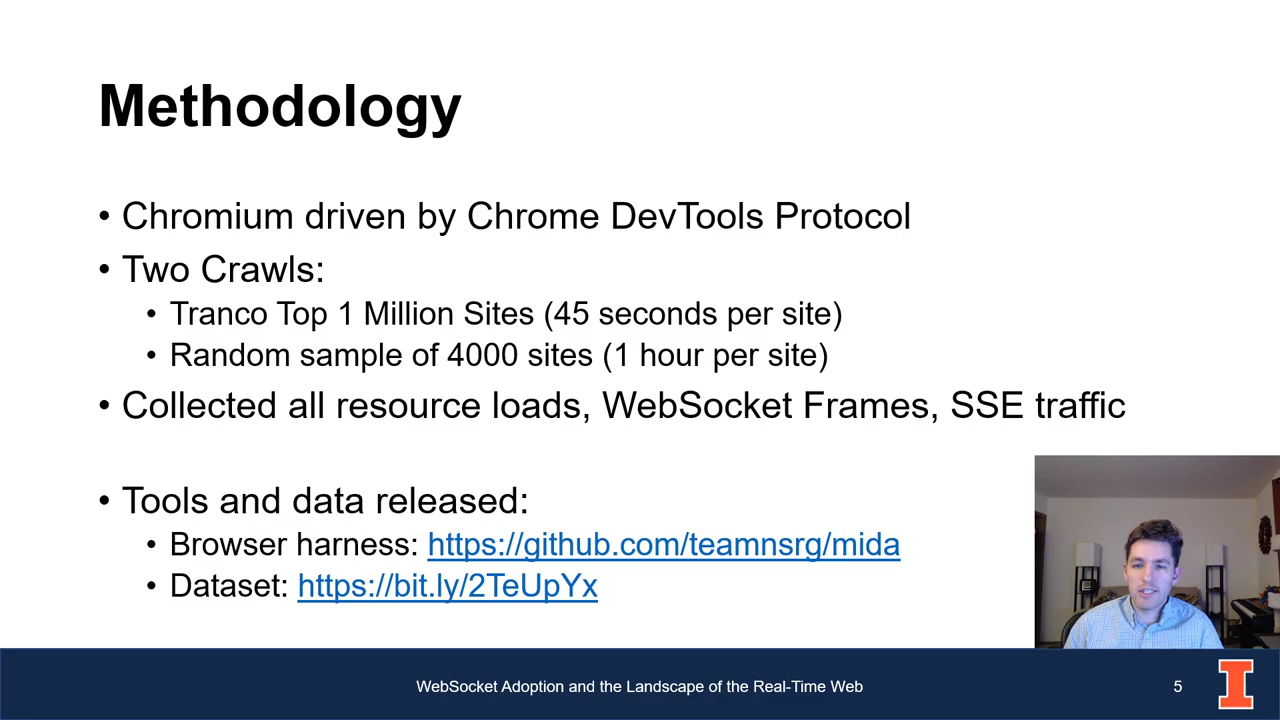 Methodology
• Chromium driven by Chrome DevTools Protocol
• Two Crawls:
• Tranco Top 1 Million Sites (45 seconds per site)
• Random sample of 4000 sites (1 hour per site)
• Collected all resource loads, WebSocket Frames, SSE traffic
• Tools and data released:
• Browser harness: https://github.com/teamnsrg/mida
• Dataset: https://bit.ly/2TeUpYx
WebSocket Adoption and the Landscape of the Real-Time Web
5